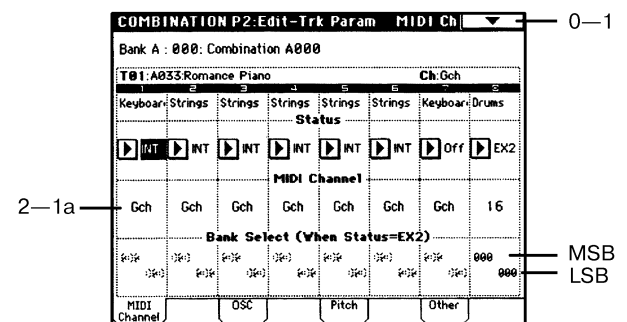 COMBINATION P2:Edit-Trk Param MIDI Ch 0—1
Bank A : 000: Combination A000
T01:A033:Romance Piano Ch:Gch
1 2 3 4 5 6 7 8
Keyboar Strings Strings Strings Strings Strings Keyboar Drums
Status
INT INT INT INT INT INT Off EX2
MIDI Channel
2—1a Gch Gch Gch Gch Gch Gch Gch 16
Bank Select (When Status=EX2)
000 MSB
000 LSB
MIDI Channel OSC Pitch Other